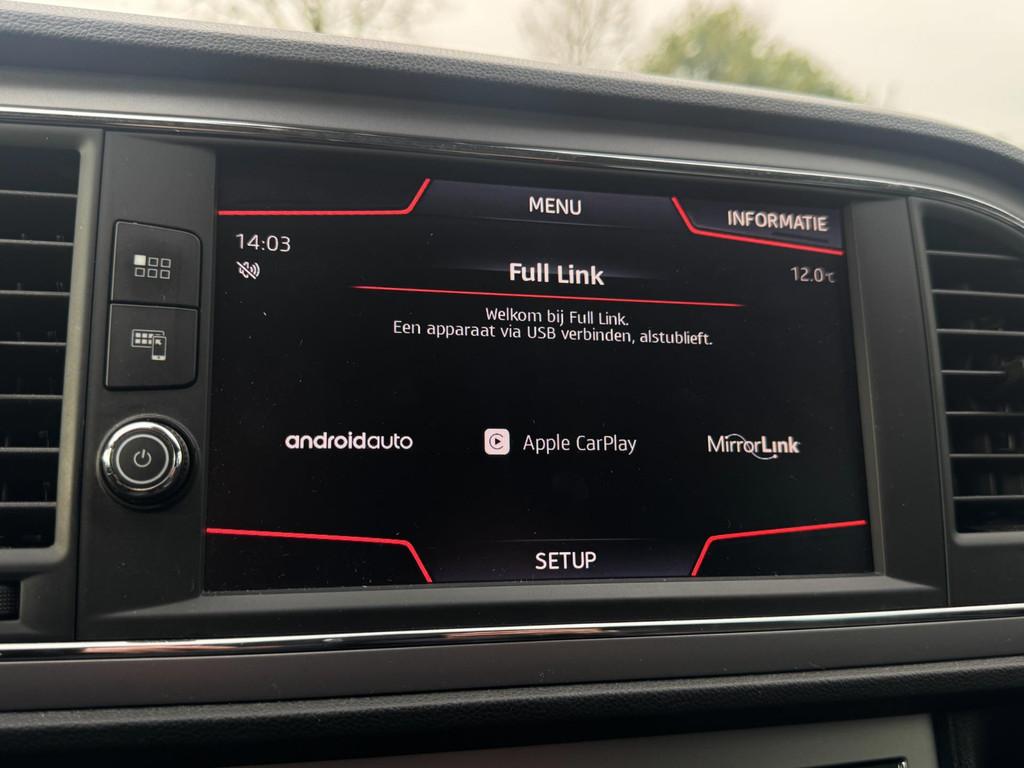 MENU
INFORMATIE
14:03
12.0°C
Full Link
Welkom bij Full Link.
Een apparaat via USB verbinden, alstublieft.
androidauto
Apple CarPlay
MirrorLink
SETUP